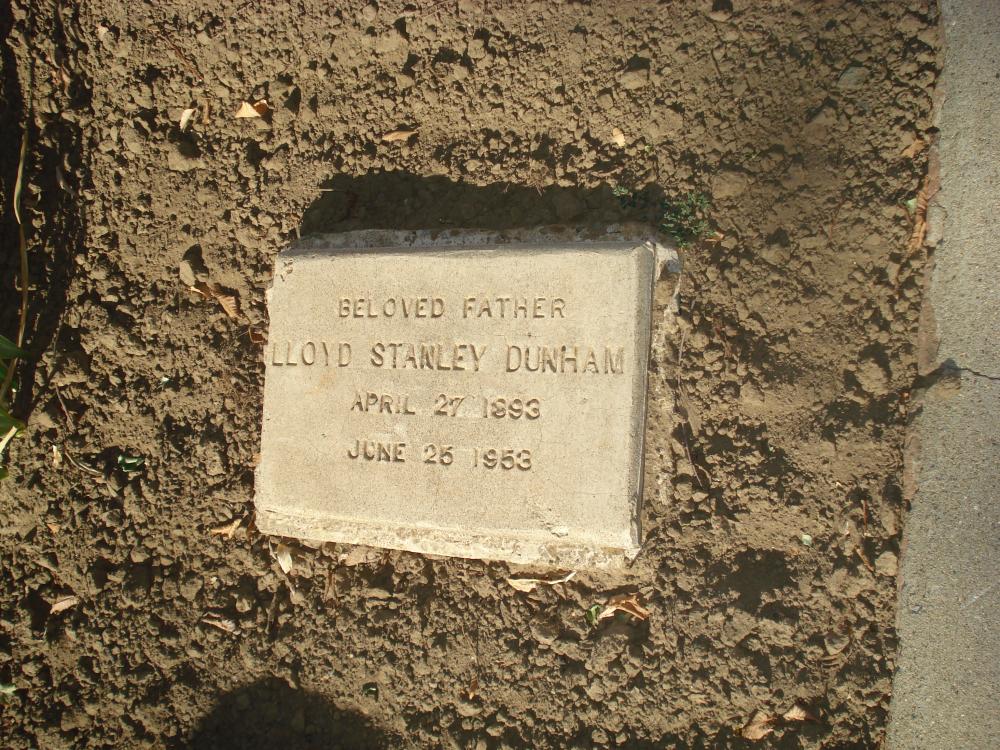 BELOVED FATHER
LLOYD STANLEY DUNHAM
APRIL 27 1893
JUNE 25 1953